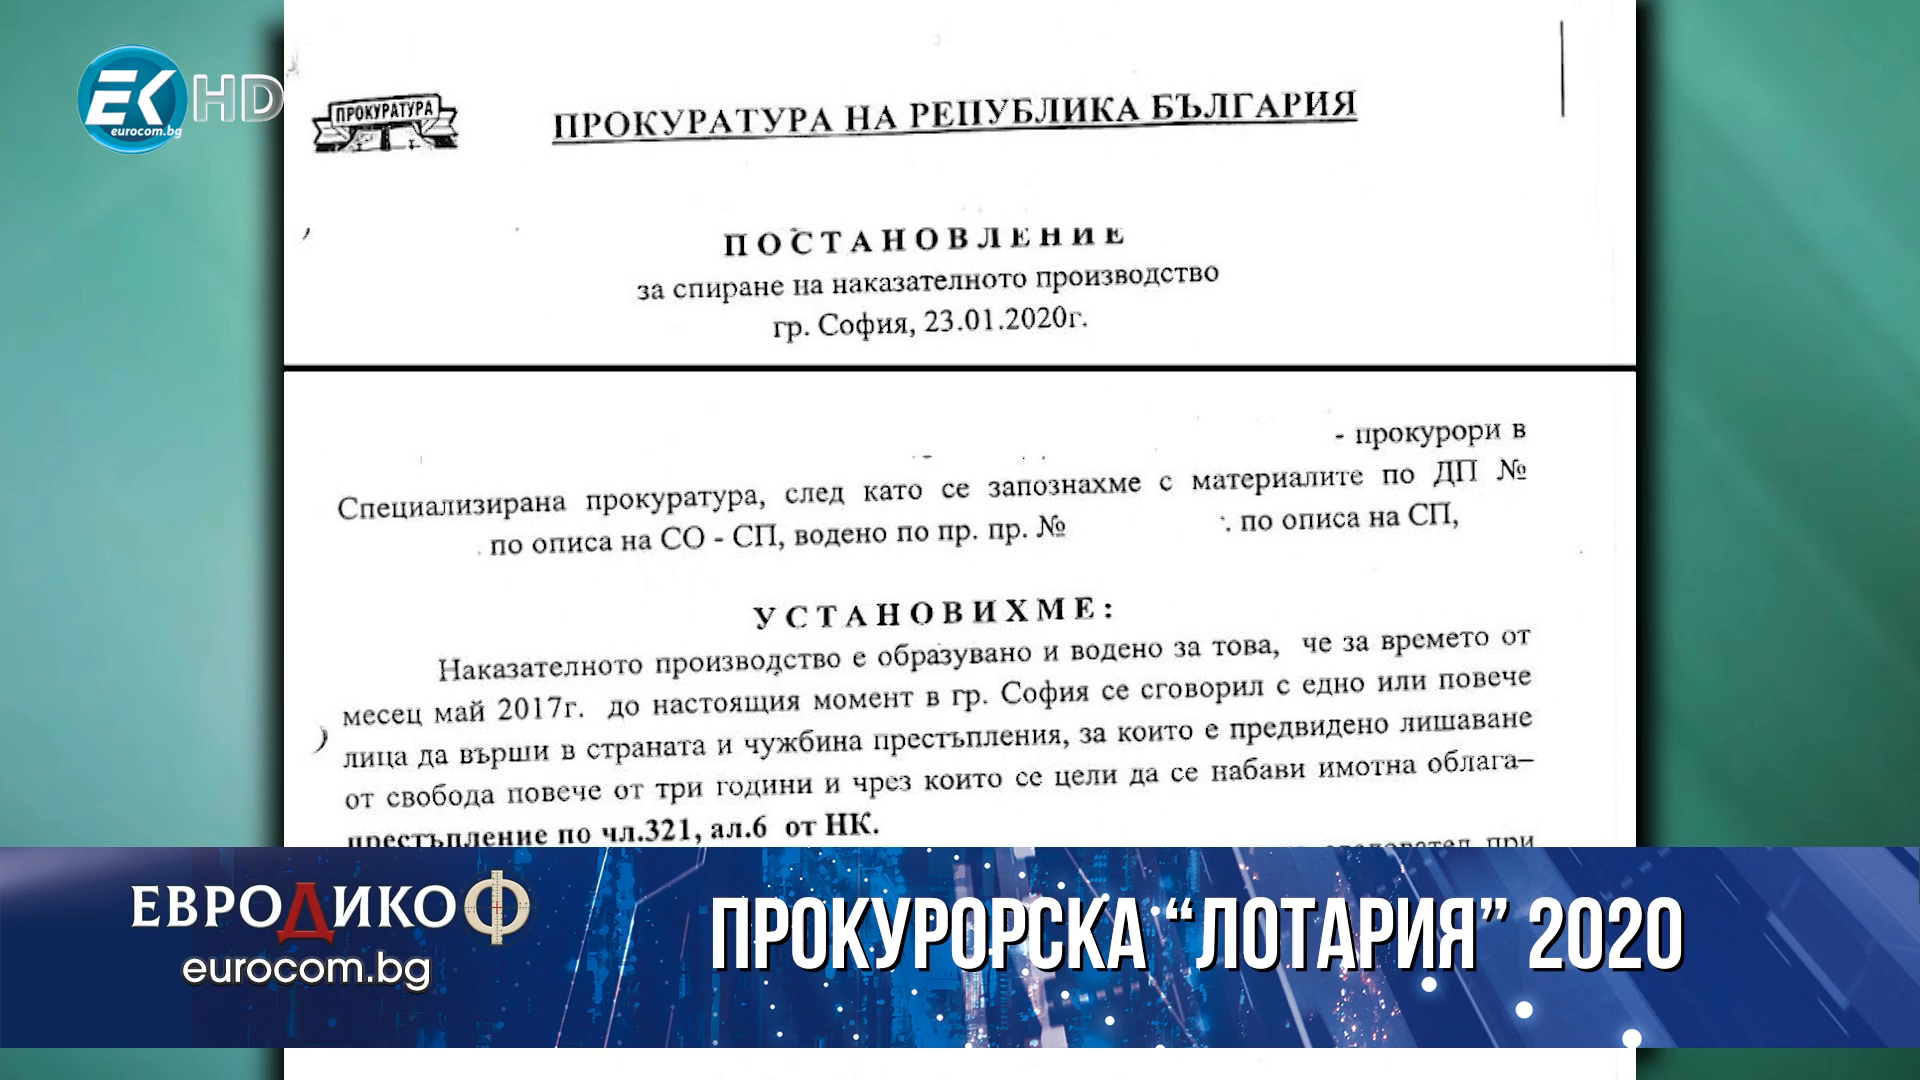 EK HD
eurocom.bg
ПРОКУРАТУРА
ПРОКУРАТУРА НА РЕПУБЛИКА БЪЛГАРИЯ
ПОСТАНОВЛЕНИЕ
за спиране на наказателното производство
гр. София, 23.01.2020г.
- прокурори в
Специализирана прокуратура, след като се запознахме с материалите по ДП №
по описа на СО - СП, водено по пр. пр. № по описа на СП,
УСТАНОВИХМЕ:
Наказателното производство е образувано и водено за това, че за времето от
месец май 2017г. до настоящия момент в гр. София се сговорил с едно или повече
лица да върши в страната и чужбина престъпления, за които е предвидено лишаване
от свобода повече от три години и чрез които се цели да се набави имотна облага–
престъпление по чл.321, ал.6 от НК.
следовател при
ЕВРОДИКОФ
eurocom.bg
ПРОКУРОРСКА “ЛОТАРИЯ” 2020